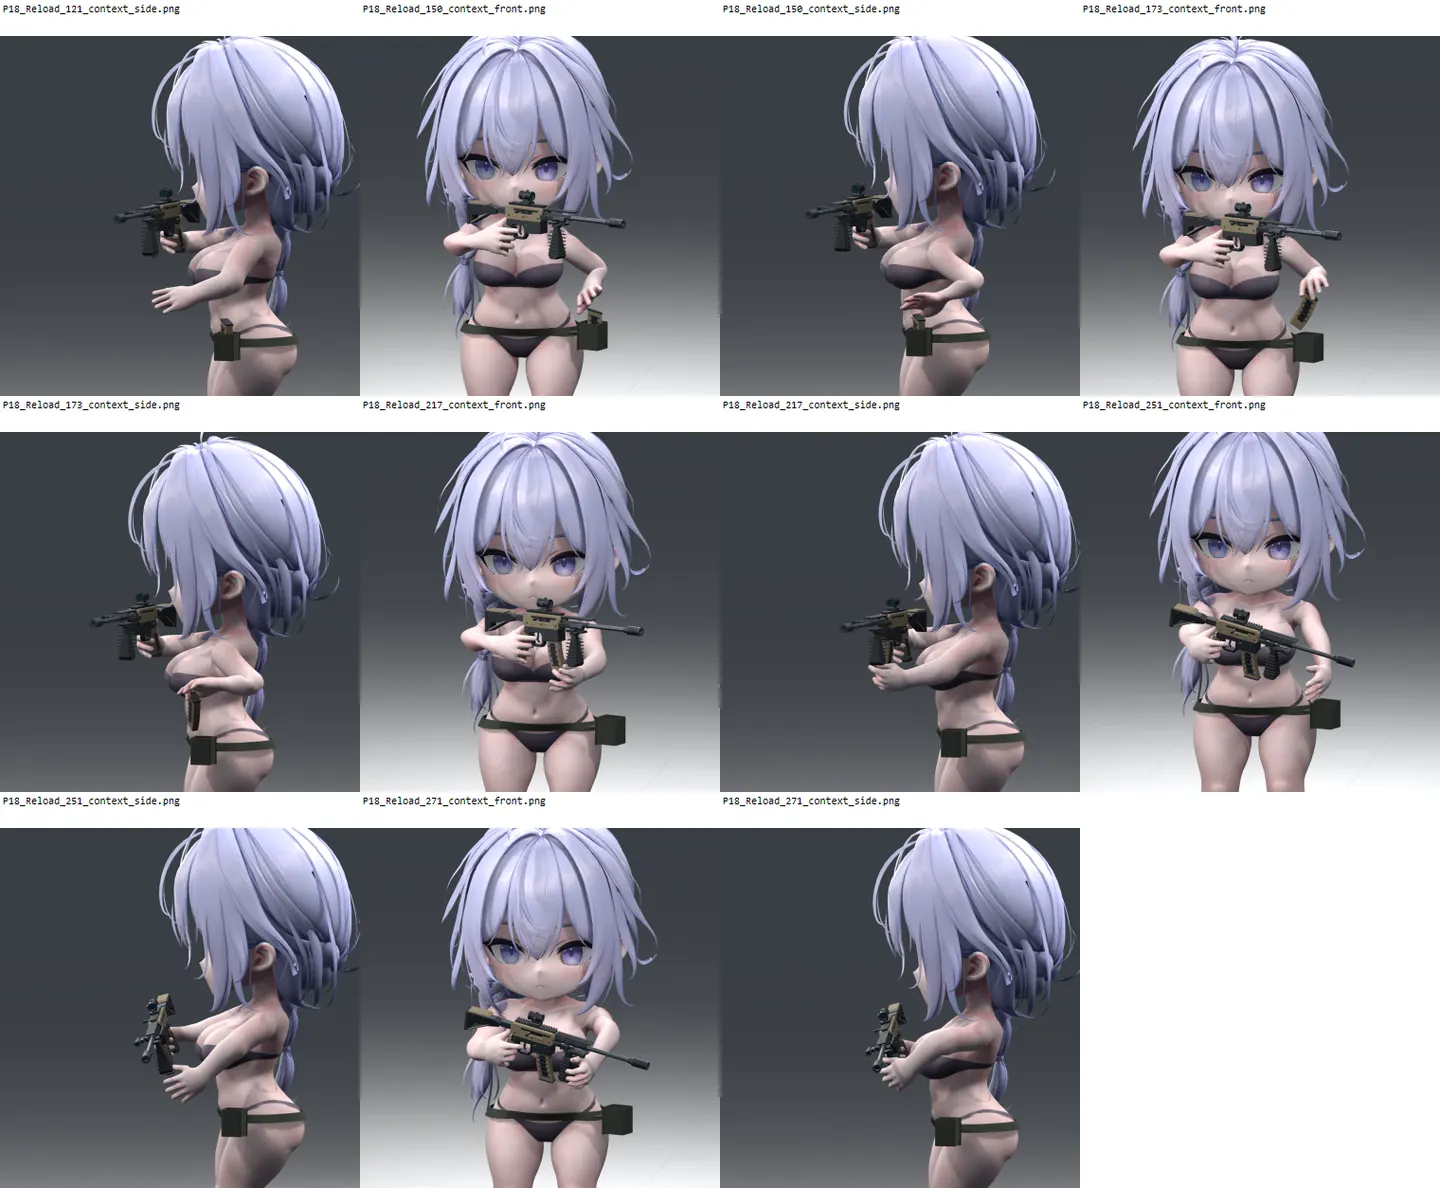 P18_Reload_121_context_side.png
P18_Reload_150_context_front.png
P18_Reload_150_context_side.png
P18_Reload_173_context_front.png
P18_Reload_173_context_side.png
P18_Reload_217_context_front.png
P18_Reload_217_context_side.png
P18_Reload_251_context_front.png
P18_Reload_251_context_side.png
P18_Reload_271_context_front.png
P18_Reload_271_context_side.png